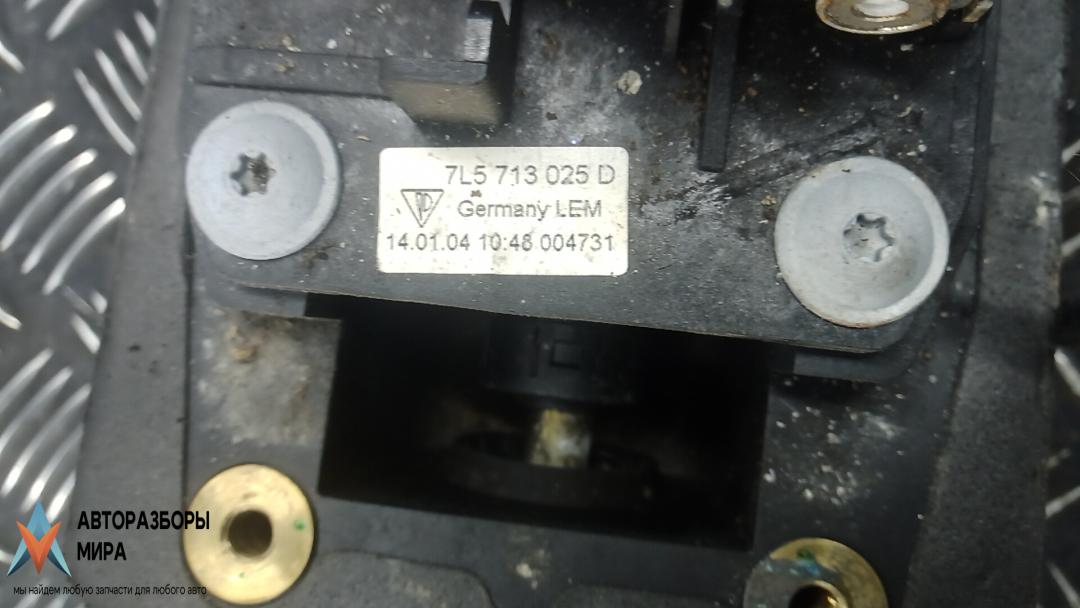 7L5 713 025 D
Germany LEM
14.01.04 10:48 004731
АВТОРАЗБОРЫ
МИРА
мы найдем любую запчасти для любого авто